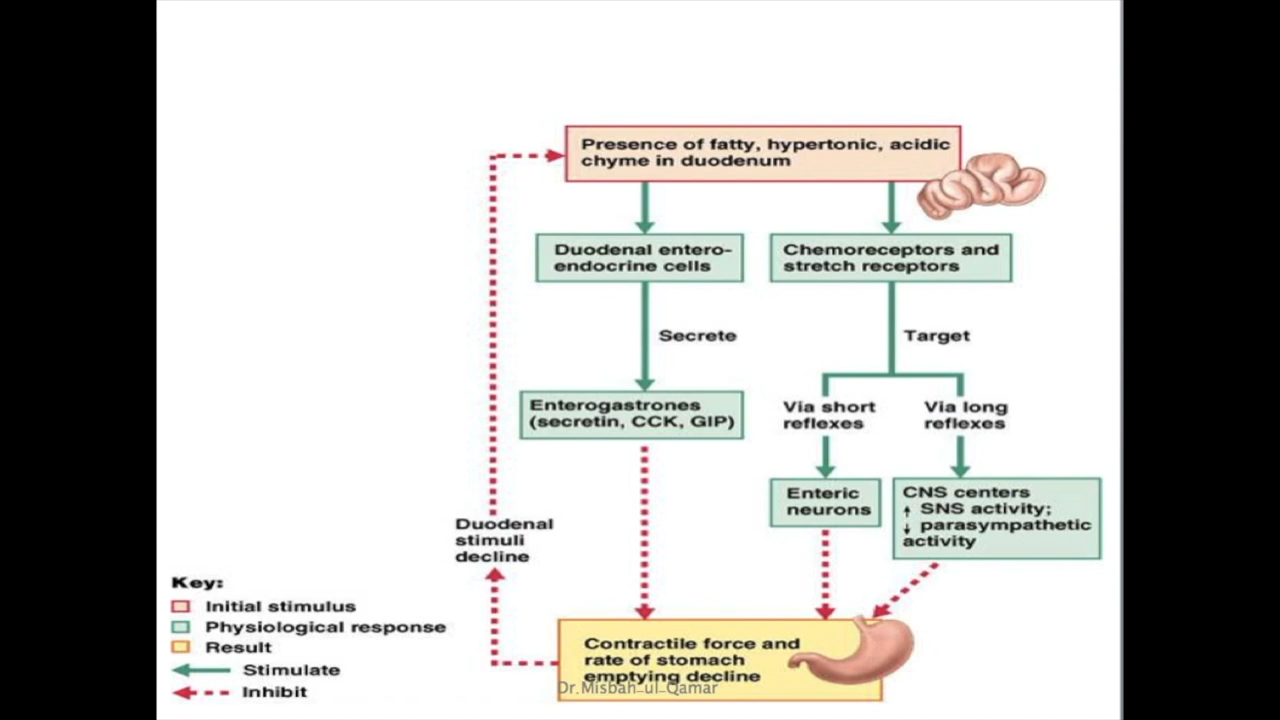 Presence of fatty, hypertonic, acidic
chyme in duodenum
Duodenal entero-
endocrine cells
Chemoreceptors and
stretch receptors
Secrete
Target
Enterogastrones
(secretin, CCK, GIP)
Via short
reflexes
Via long
reflexes
Enteric
neurons
CNS centers
↑ SNS activity;
↓ parasympathetic
activity
Duodenal
stimuli
decline
Contractile force and
rate of stomach
emptying decline
Key:
Initial stimulus
Physiological response
Result
Stimulate
Inhibit
Dr.Misbah-ul-Qamar